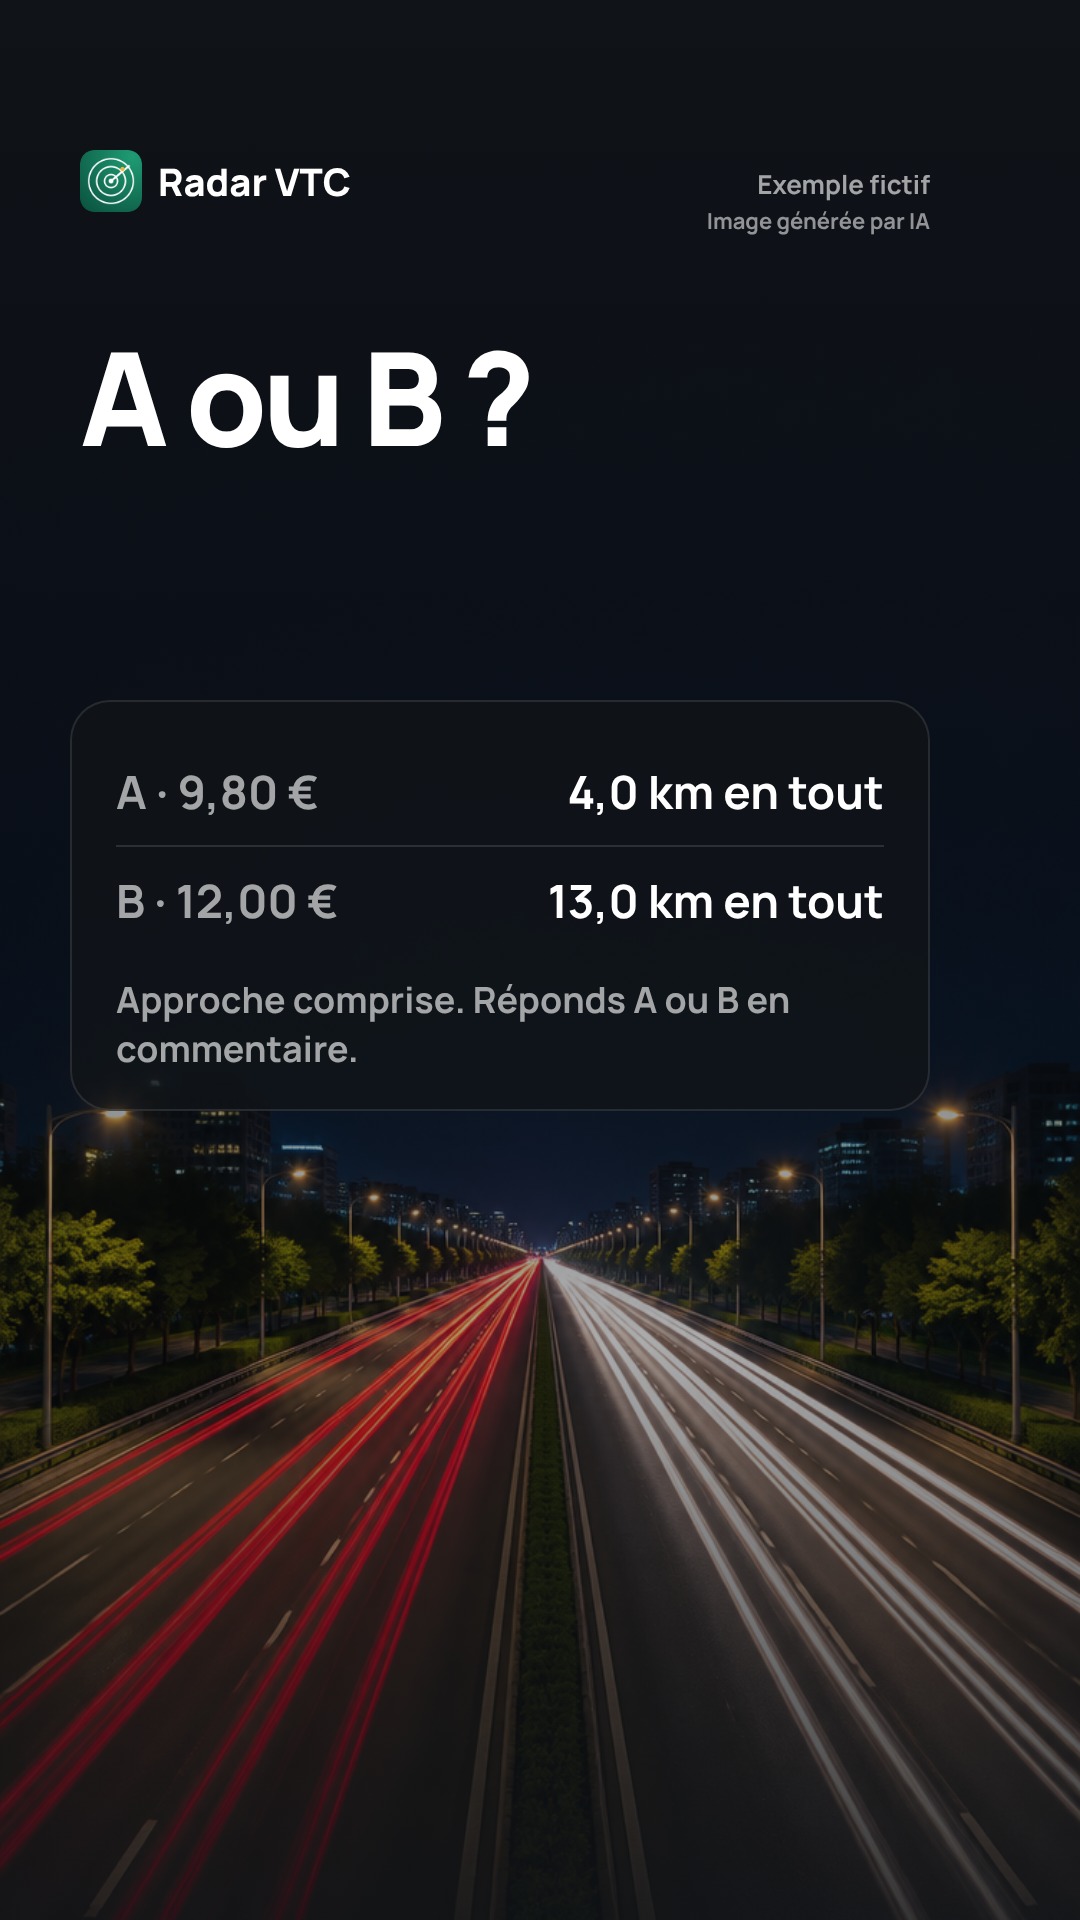 Radar VTC
Exemple fictif
Image générée par IA
A ou B ?
A · 9,80 €
4,0 km en tout
B · 12,00 €
13,0 km en tout
Approche comprise. Réponds A ou B en
commentaire.